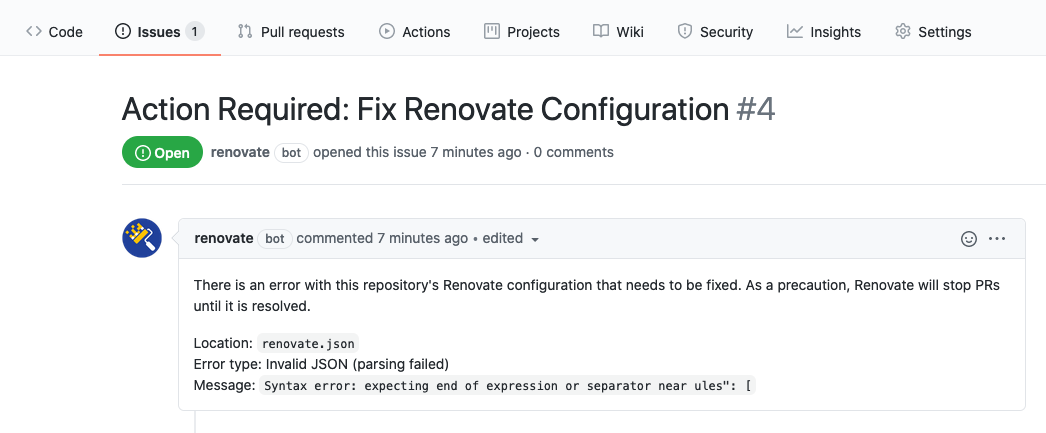 Code Issues 1 Pull requests Actions Projects Wiki Security Insights Settings
Action Required: Fix Renovate Configuration #4
Open renovate bot opened this issue 7 minutes ago · 0 comments
renovate bot commented 7 minutes ago • edited
There is an error with this repository's Renovate configuration that needs to be fixed. As a precaution, Renovate will stop PRs
until it is resolved.
Location: renovate.json
Error type: Invalid JSON (parsing failed)
Message: Syntax error: expecting end of expression or separator near ules": [